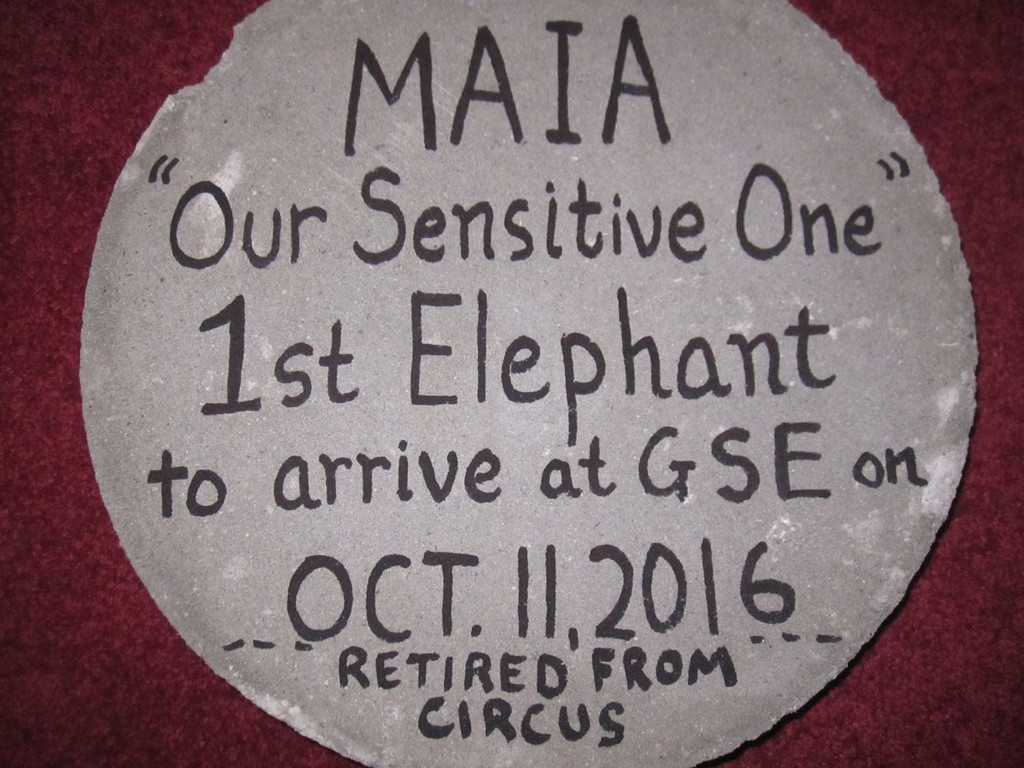 MAIA
"Our Sensitive One"
1st Elephant
to arrive at GSE on
OCT. 11, 2016
RETIRED FROM
CIRCUS